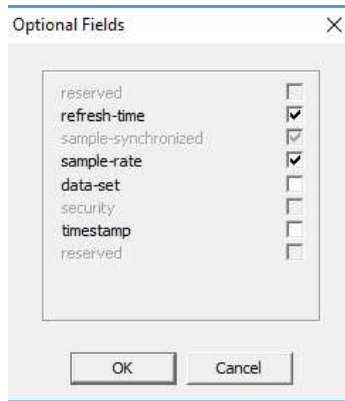 Optional Fields
reserved
refresh-time
sample-synchronized
sample-rate
data-set
security
timestamp
reserved
OK Cancel